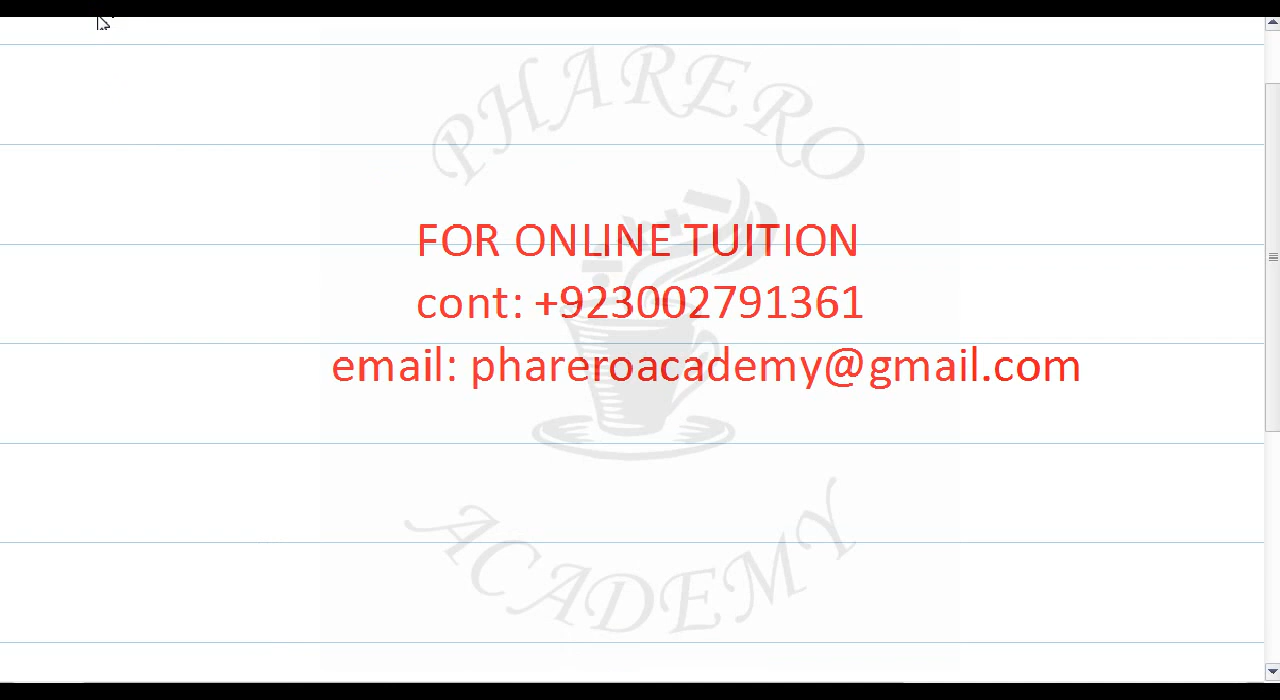 PHARERO
FOR ONLINE TUITION
cont: +923002791361
email: phareroacademy@gmail.com
ACADEMY